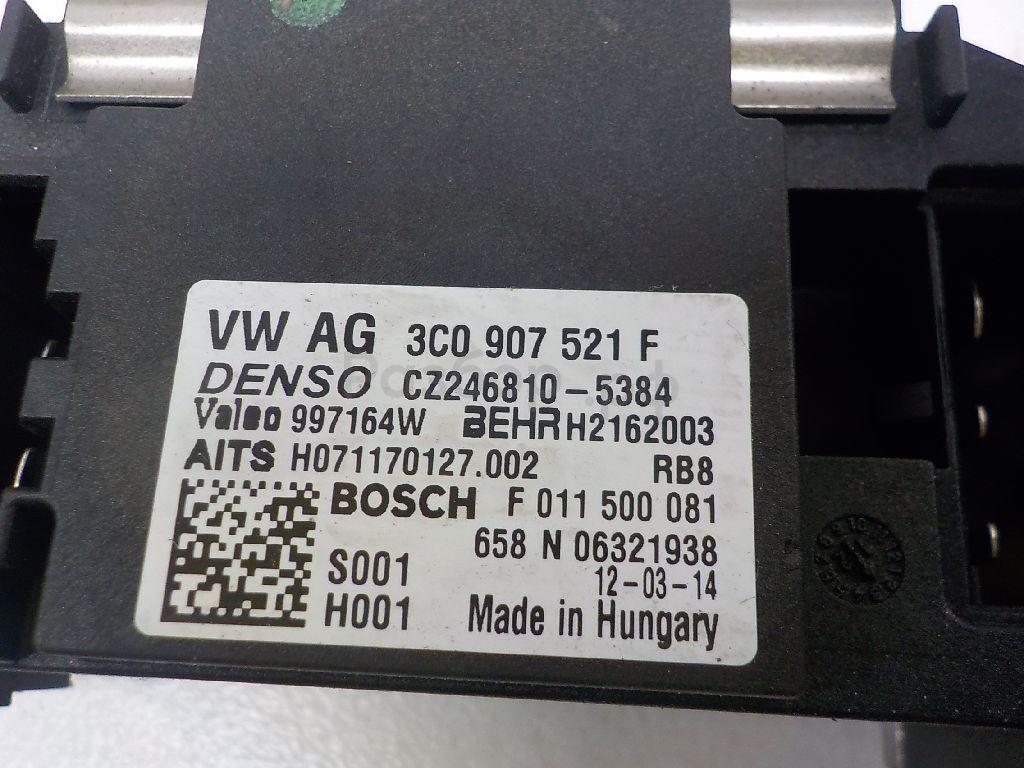 VW AG 3C0 907 521 F
DENSO CZ246810-5384
Valeo 997164W BEHR H2162003
AITS H071170127.002 RB8
BOSCH F 011 500 081
658 N 06321938
S001 12-03-14
H001 Made in Hungary